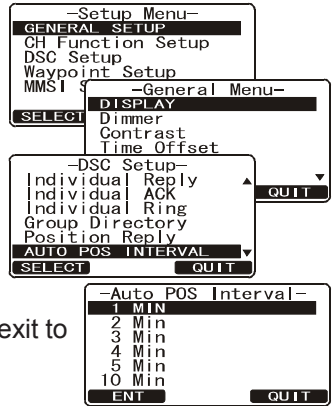 -Setup Menu-
GENERAL SETUP
CH Function Setup
DSC Setup
Waypoint Setup
MMSI
SELECT
-General Menu-
DISPLAY
Dimmer
Contrast
Time Offset
QUIT
-DSC Setup-
Individual Reply
Individual ACK
Individual Ring
Group Directory
Position Reply
AUTO POS INTERVAL
SELECT QUIT
exit to
-Auto POS Interval-
1 MIN
2 Min
3 Min
4 Min
5 Min
10 Min
ENT QUIT